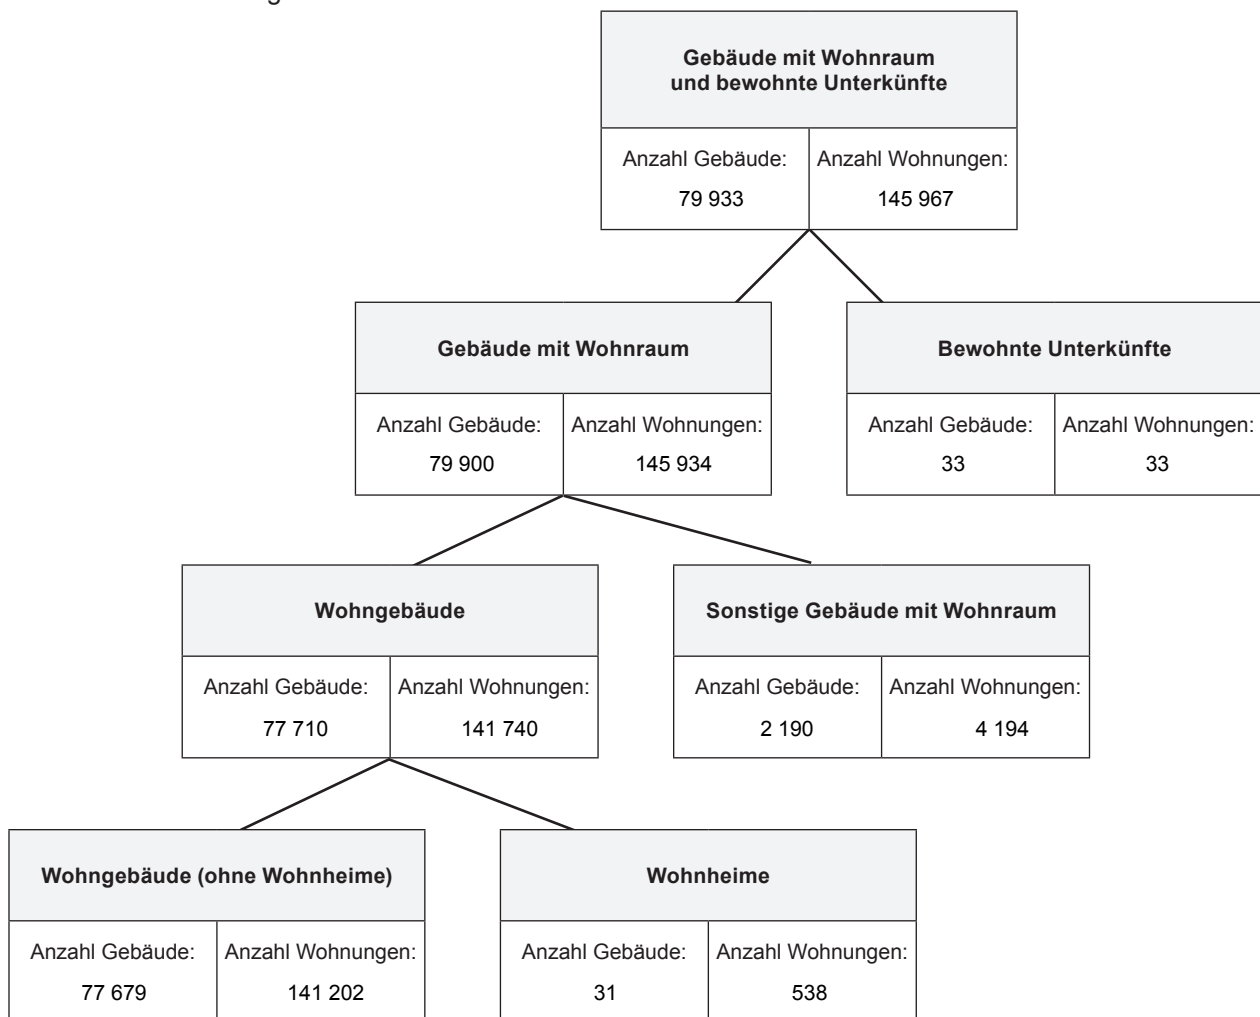 Gebäude mit Wohnraum
und bewohnte Unterkünfte
Anzahl Gebäude: Anzahl Wohnungen:
79 933 145 967
Gebäude mit Wohnraum
Bewohnte Unterkünfte
Anzahl Gebäude: Anzahl Wohnungen:
79 900 145 934
Anzahl Gebäude: Anzahl Wohnungen:
33 33
Wohngebäude
Sonstige Gebäude mit Wohnraum
Anzahl Gebäude: Anzahl Wohnungen:
77 710 141 740
Anzahl Gebäude: Anzahl Wohnungen:
2 190 4 194
Wohngebäude (ohne Wohnheime)
Wohnheime
Anzahl Gebäude: Anzahl Wohnungen:
77 679 141 202
Anzahl Gebäude: Anzahl Wohnungen:
31 538